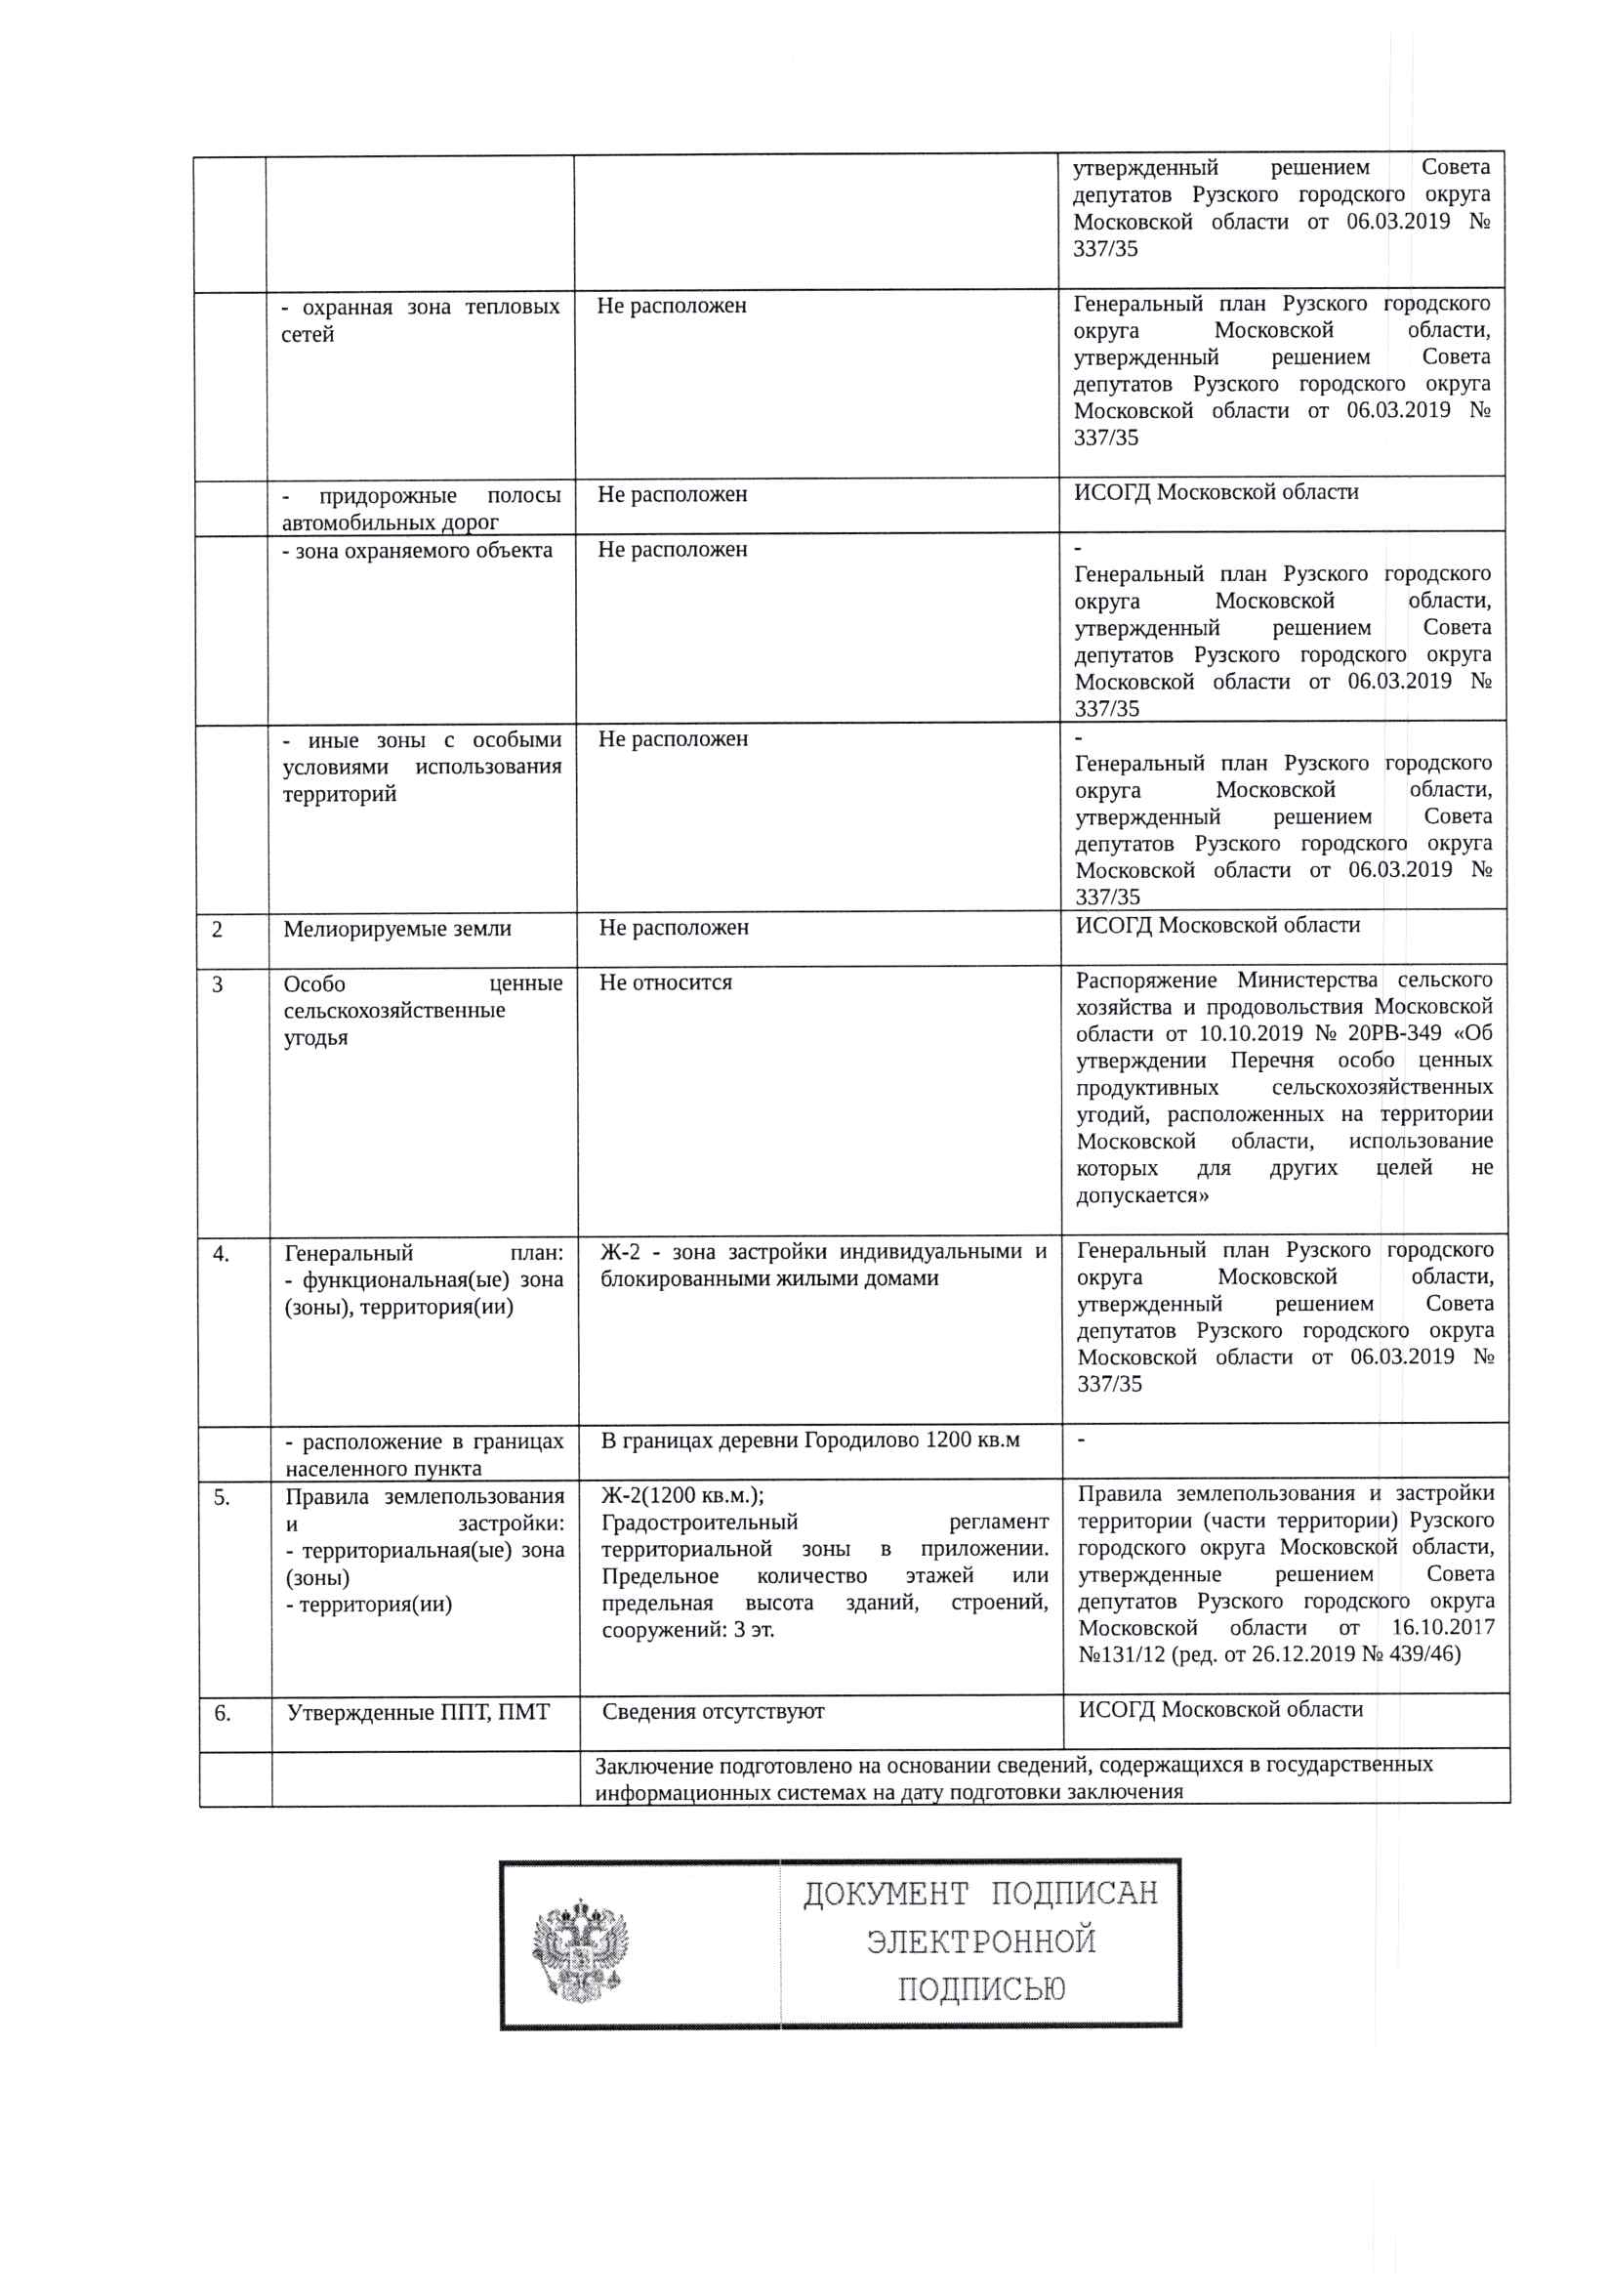 утвержденный решением Совета
депутатов Рузского городского округа
Московской области от 06.03.2019 №
337/35
- охранная зона тепловых
сетей
Не расположен
Генеральный план Рузского городского
округа Московской области,
утвержденный решением Совета
депутатов Рузского городского округа
Московской области от 06.03.2019 №
337/35
- придорожные полосы
автомобильных дорог
Не расположен
ИСОГД Московской области
- зона охраняемого объекта
Не расположен
-
Генеральный план Рузского городского
округа Московской области,
утвержденный решением Совета
депутатов Рузского городского округа
Московской области от 06.03.2019 №
337/35
- иные зоны с особыми
условиями использования
территорий
Не расположен
-
Генеральный план Рузского городского
округа Московской области,
утвержденный решением Совета
депутатов Рузского городского округа
Московской области от 06.03.2019 №
337/35
2
Мелиорируемые земли
Не расположен
ИСОГД Московской области
3
Особо ценные
сельскохозяйственные
угодья
Не относится
Распоряжение Министерства сельского
хозяйства и продовольствия Московской
области от 10.10.2019 № 20РВ-349 «Об
утверждении Перечня особо ценных
продуктивных сельскохозяйственных
угодий, расположенных на территории
Московской области, использование
которых для других целей не
допускается»
4.
Генеральный план:
- функциональная(ые) зона
(зоны), территория(ии)
Ж-2 - зона застройки индивидуальными и
блокированными жилыми домами
Генеральный план Рузского городского
округа Московской области,
утвержденный решением Совета
депутатов Рузского городского округа
Московской области от 06.03.2019 №
337/35
- расположение в границах
населенного пункта
В границах деревни Городилово 1200 кв.м
-
5.
Правила землепользования
и застройки:
- территориальная(ые) зона
(зоны)
- территория(ии)
Ж-2(1200 кв.м.);
Градостроительный регламент
территориальной зоны в приложении.
Предельное количество этажей или
предельная высота зданий, строений,
сооружений: 3 эт.
Правила землепользования и застройки
территории (части территории) Рузского
городского округа Московской области,
утвержденные решением Совета
депутатов Рузского городского округа
Московской области от 16.10.2017
№131/12 (ред. от 26.12.2019 № 439/46)
6.
Утвержденные ППТ, ПМТ
Сведения отсутствуют
ИСОГД Московской области
Заключение подготовлено на основании сведений, содержащихся в государственных
информационных системах на дату подготовки заключения
ДОКУМЕНТ ПОДПИСАН
ЭЛЕКТРОННОЙ
ПОДПИСЬЮ